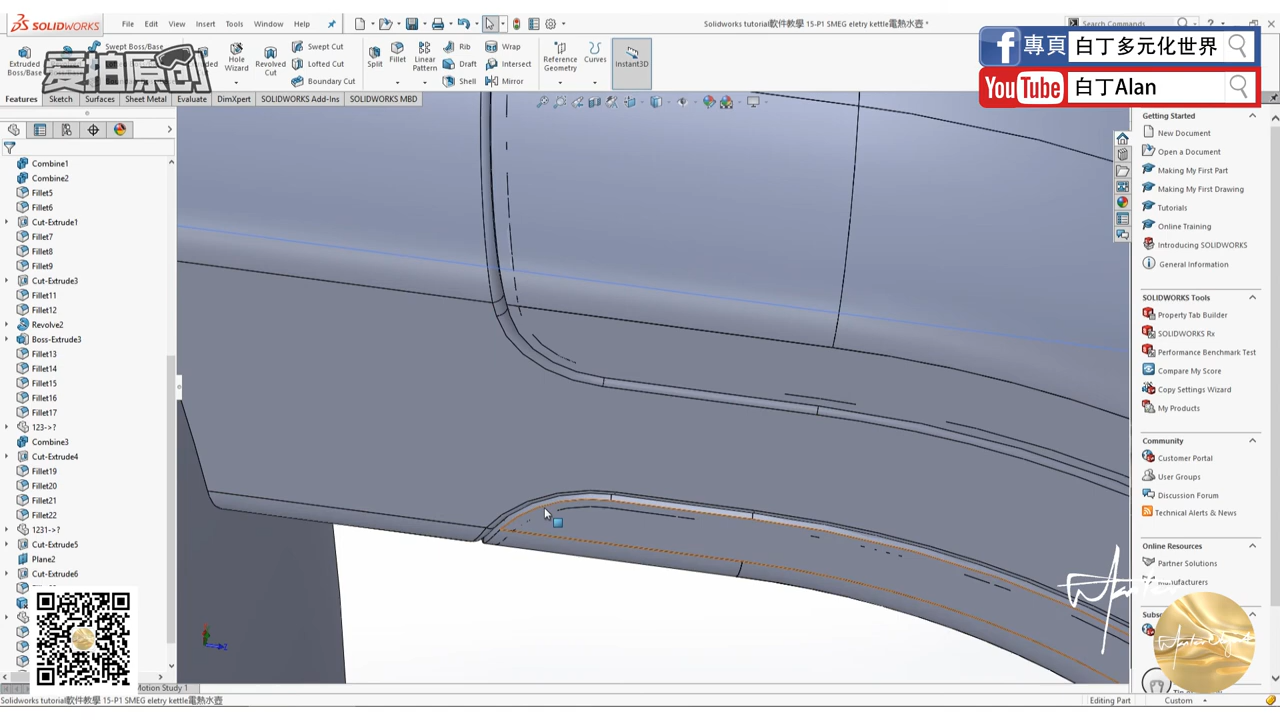 SOLIDWORKS
File Edit View Insert Tools Window Help
Solidworks tutorial軟件教學 15-P1 SMEG eletry kettle電熱水壺 *
Search Commands
專頁 白丁多元化世界
YouTube 白丁Alan
愛拍原创
Extruded Boss/Base
Swept Boss/Base
Hole Wizard
Revolved Cut
Swept Cut
Lofted Cut
Boundary Cut
Split
Fillet
Linear Pattern
Rib
Draft
Shell
Wrap
Intersect
Mirror
Reference Geometry
Curves
Instant3D
Features Sketch Surfaces Sheet Metal Evaluate DimXpert SOLIDWORKS Add-Ins SOLIDWORKS MBD
Combine1
Combine2
Fillet5
Fillet6
Cut-Extrude1
Fillet7
Fillet8
Fillet9
Cut-Extrude3
Fillet11
Fillet12
Revolve2
Boss-Extrude3
Fillet13
Fillet14
Fillet15
Fillet16
Fillet17
123->?
Combine3
Cut-Extrude4
Fillet19
Fillet20
Fillet21
Fillet22
1231->?
Cut-Extrude5
Plane2
Cut-Extrude6
Getting Started
New Document
Open a Document
Making My First Part
Making My First Drawing
Tutorials
Online Training
Introducing SOLIDWORKS
General Information
SOLIDWORKS Tools
Property Tab Builder
SOLIDWORKS Rx
Performance Benchmark Test
Compare My Score
Copy Settings Wizard
My Products
Community
Customer Portal
User Groups
Discussion Forum
Technical Alerts & News
Online Resources
Partner Solutions
Manufacturers
Motion Study 1
Solidworks tutorial軟件教學 15-P1 SMEG eletry kettle電熱水壺
Editing Part
Custom